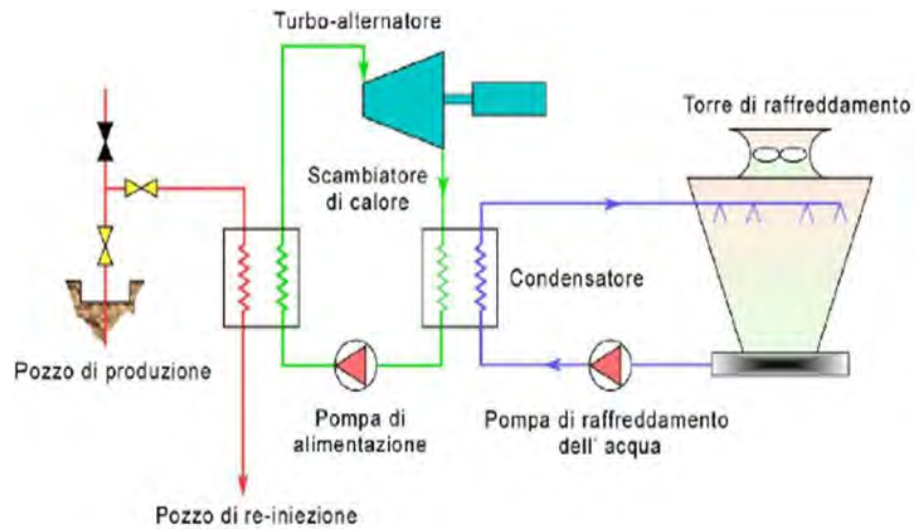 Turbo-alternatore
Torre di raffreddamento
Scambiatore
di calore
Condensatore
Pozzo di produzione
Pompa di
alimentazione
Pompa di raffreddamento
dell' acqua
Pozzo di re-iniezione